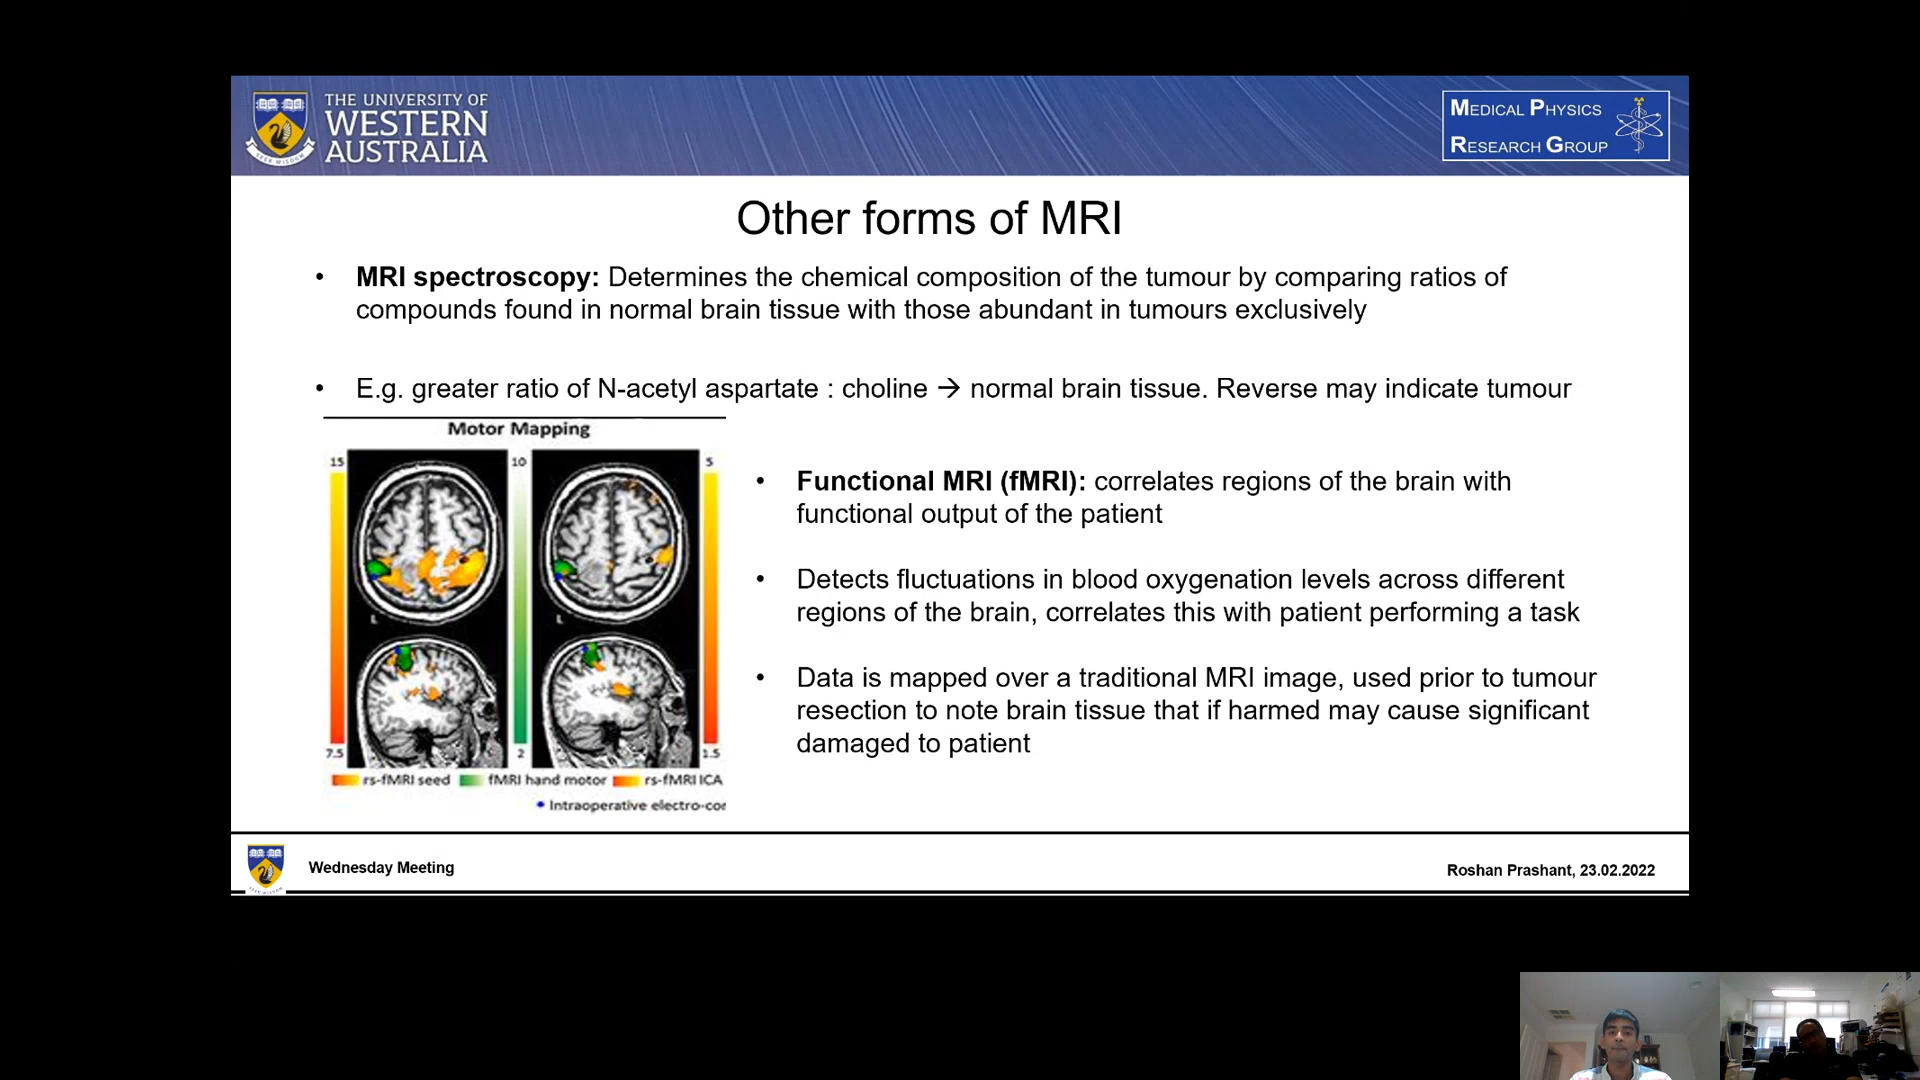 THE UNIVERSITY OF
WESTERN
AUSTRALIA
MEDICAL PHYSICS
RESEARCH GROUP
Other forms of MRI
• MRI spectroscopy: Determines the chemical composition of the tumour by comparing ratios of
compounds found in normal brain tissue with those abundant in tumours exclusively
• E.g. greater ratio of N-acetyl aspartate : choline → normal brain tissue. Reverse may indicate tumour
Motor Mapping
15
10
5
L
L
7.5
2
1.5
rs-fMRI seed fMRI hand motor rs-fMRI ICA
Intraoperative electro-cor
• Functional MRI (fMRI): correlates regions of the brain with
functional output of the patient
• Detects fluctuations in blood oxygenation levels across different
regions of the brain, correlates this with patient performing a task
• Data is mapped over a traditional MRI image, used prior to tumour
resection to note brain tissue that if harmed may cause significant
damaged to patient
Wednesday Meeting
Roshan Prashant, 23.02.2022